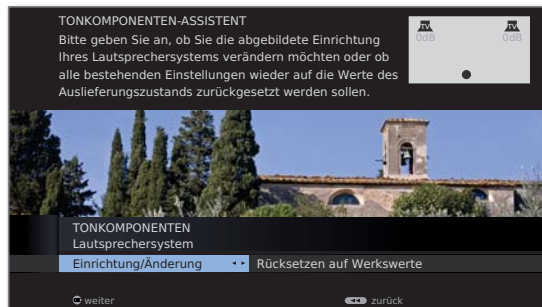 TONKOMPONENTEN-ASSISTENT
Bitte geben Sie an, ob Sie die abgebildete Einrichtung
Ihres Lautsprechersystems verändern möchten oder ob
alle bestehenden Einstellungen wieder auf die Werte des
Auslieferungszustands zurückgesetzt werden sollen.
TV TV
0dB 0dB
TONKOMPONENTEN
Lautsprechersystem
Einrichtung/Änderung Rücksetzen auf Werkswerte
weiter zurück